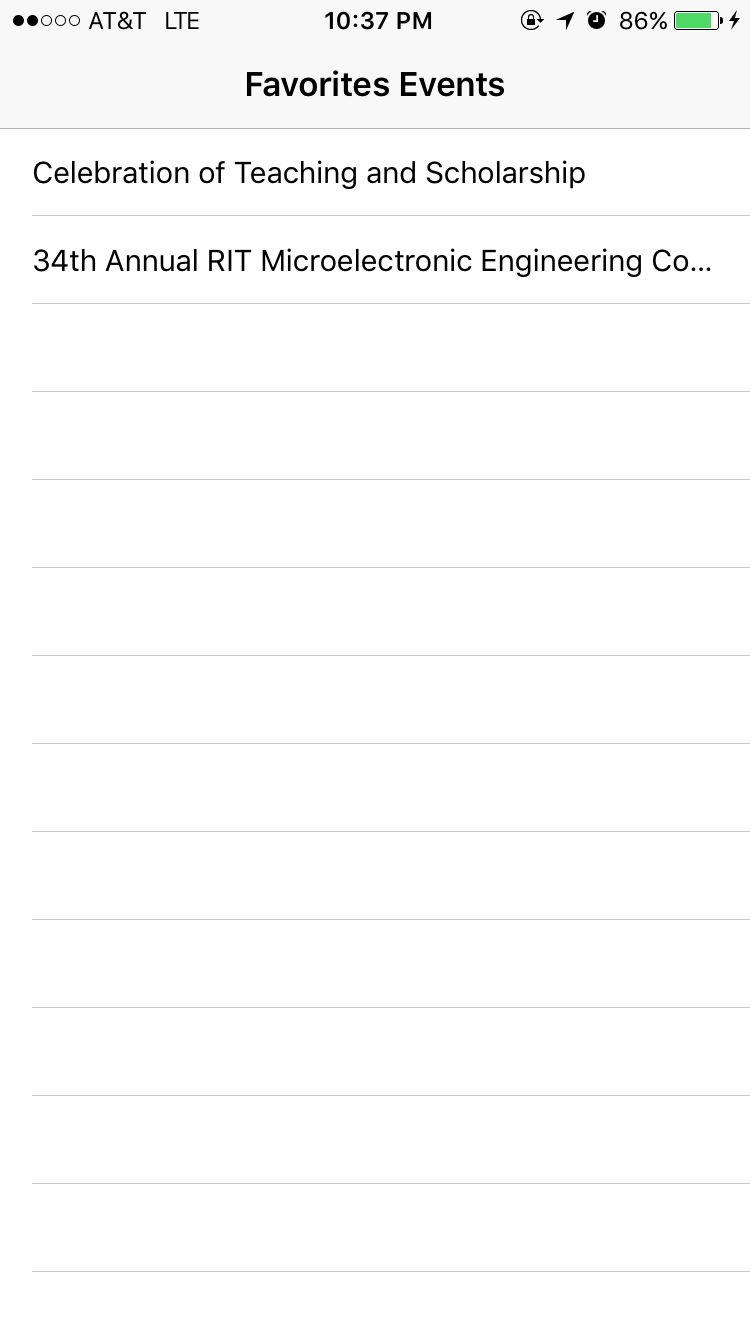 AT&T LTE 10:37 PM 86%
Favorites Events
Celebration of Teaching and Scholarship
34th Annual RIT Microelectronic Engineering Co...